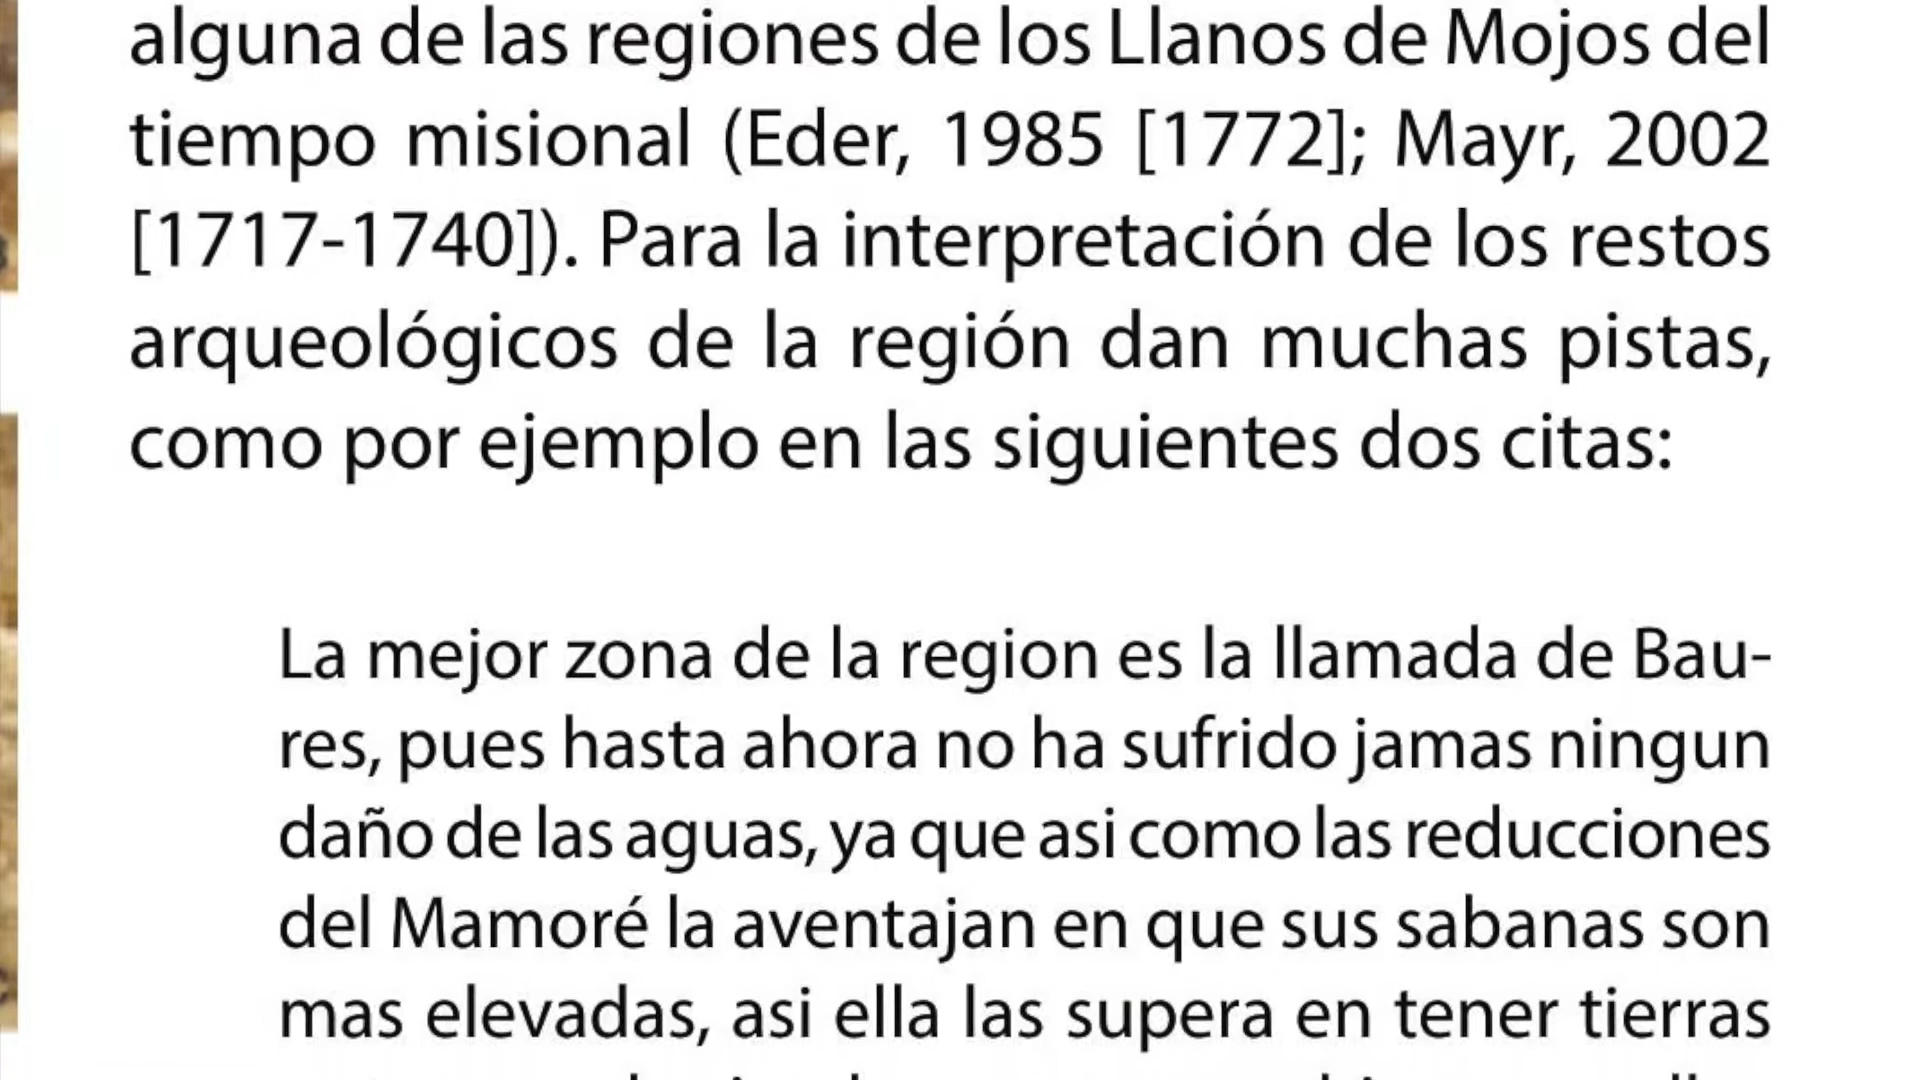 alguna de las regiones de los Llanos de Mojos del
tiempo misional (Eder, 1985 [1772]; Mayr, 2002
[1717-1740]). Para la interpretación de los restos
arqueológicos de la región dan muchas pistas,
como por ejemplo en las siguientes dos citas:
La mejor zona de la region es la llamada de Bau-
res, pues hasta ahora no ha sufrido jamas ningun
daño de las aguas, ya que asi como las reducciones
del Mamoré la aventajan en que sus sabanas son
mas elevadas, asi ella las supera en tener tierras